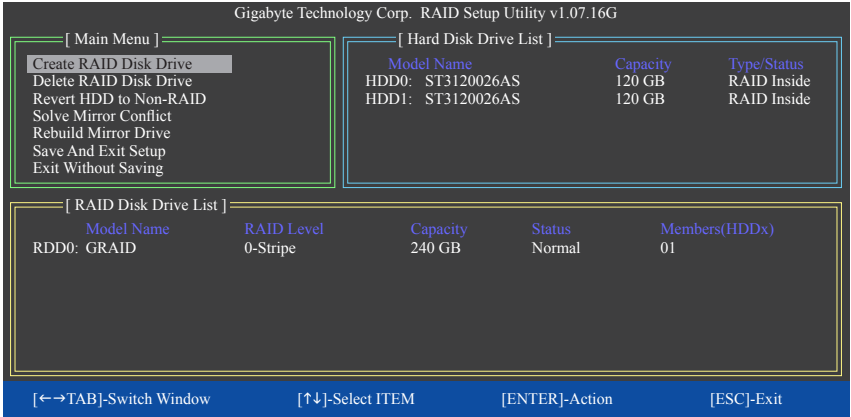 Gigabyte Technology Corp. RAID Setup Utility v1.07.16G
[ Main Menu ]
Create RAID Disk Drive
Delete RAID Disk Drive
Revert HDD to Non-RAID
Solve Mirror Conflict
Rebuild Mirror Drive
Save And Exit Setup
Exit Without Saving
[ Hard Disk Drive List ]
Model Name Capacity Type/Status
HDD0: ST3120026AS 120 GB RAID Inside
HDD1: ST3120026AS 120 GB RAID Inside
[ RAID Disk Drive List ]
Model Name RAID Level Capacity Status Members(HDDx)
RDD0: GRAID 0-Stripe 240 GB Normal 01
[←→TAB]-Switch Window [↑↓]-Select ITEM [ENTER]-Action [ESC]-Exit